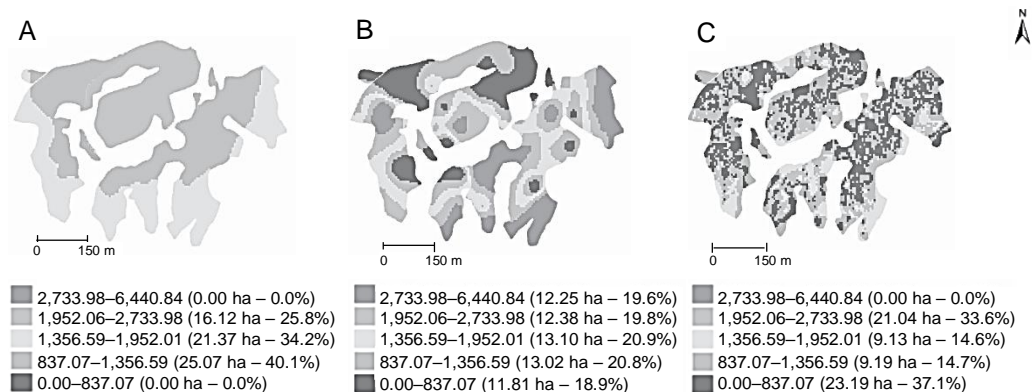 A
B
C
N
0 150 m
0 150 m
0 150 m
2,733.98–6,440.84 (0.00 ha – 0.0%)
1,952.06–2,733.98 (16.12 ha – 25.8%)
1,356.59–1,952.01 (21.37 ha – 34.2%)
837.07–1,356.59 (25.07 ha – 40.1%)
0.00–837.07 (0.00 ha – 0.0%)
2,733.98–6,440.84 (12.25 ha – 19.6%)
1,952.06–2,733.98 (12.38 ha – 19.8%)
1,356.59–1,952.01 (13.10 ha – 20.9%)
837.07–1,356.59 (13.02 ha – 20.8%)
0.00–837.07 (11.81 ha – 18.9%)
2,733.98–6,440.84 (0.00 ha – 0.0%)
1,952.06–2,733.98 (21.04 ha – 33.6%)
1,356.59–1,952.01 (9.13 ha – 14.6%)
837.07–1,356.59 (9.19 ha – 14.7%)
0.00–837.07 (23.19 ha – 37.1%)